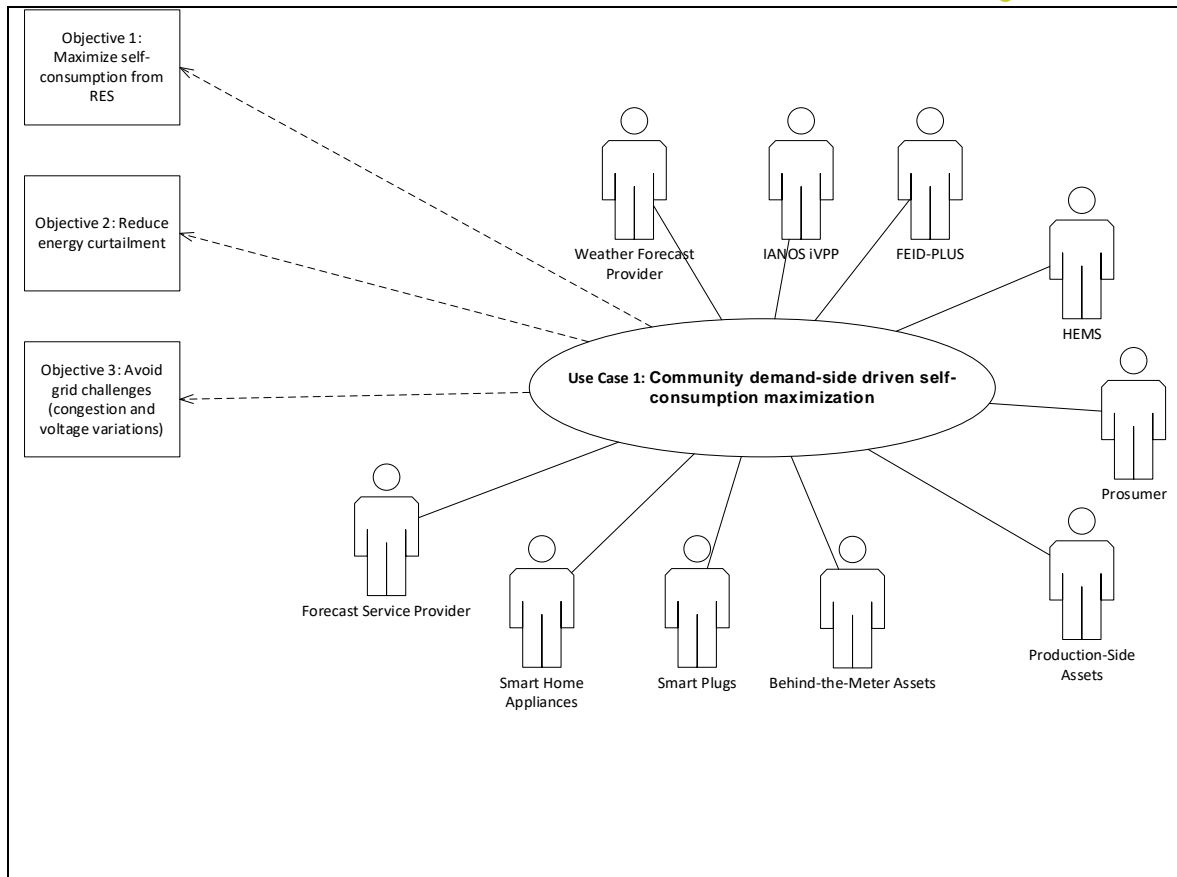 Objective 1:
Maximize self-
consumption from
RES
Objective 2: Reduce
energy curtailment
Objective 3: Avoid
grid challenges
(congestion and
voltage variations)
Weather Forecast
Provider
IANOS iVPP
FEID-PLUS
HEMS
Use Case 1: Community demand-side driven self-
consumption maximization
Prosumer
Forecast Service Provider
Smart Home
Appliances
Smart Plugs
Behind-the-Meter Assets
Production-Side
Assets